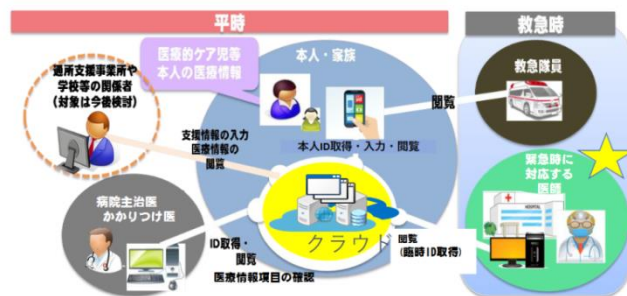 平時
救急時
医療的ケア児等
本人の医療情報
本人・家族
通所支援事業所や
学校等の関係者
(対象は今後検討)
救急隊員
閲覧
支援情報の入力
医療情報の
閲覧
本人ID取得・入力・閲覧
緊急時に
対応する
医師
病院主治医
かかりつけ医
クラウド
ID取得・
閲覧
医療情報項目の確認
閲覧
(臨時ID取得)